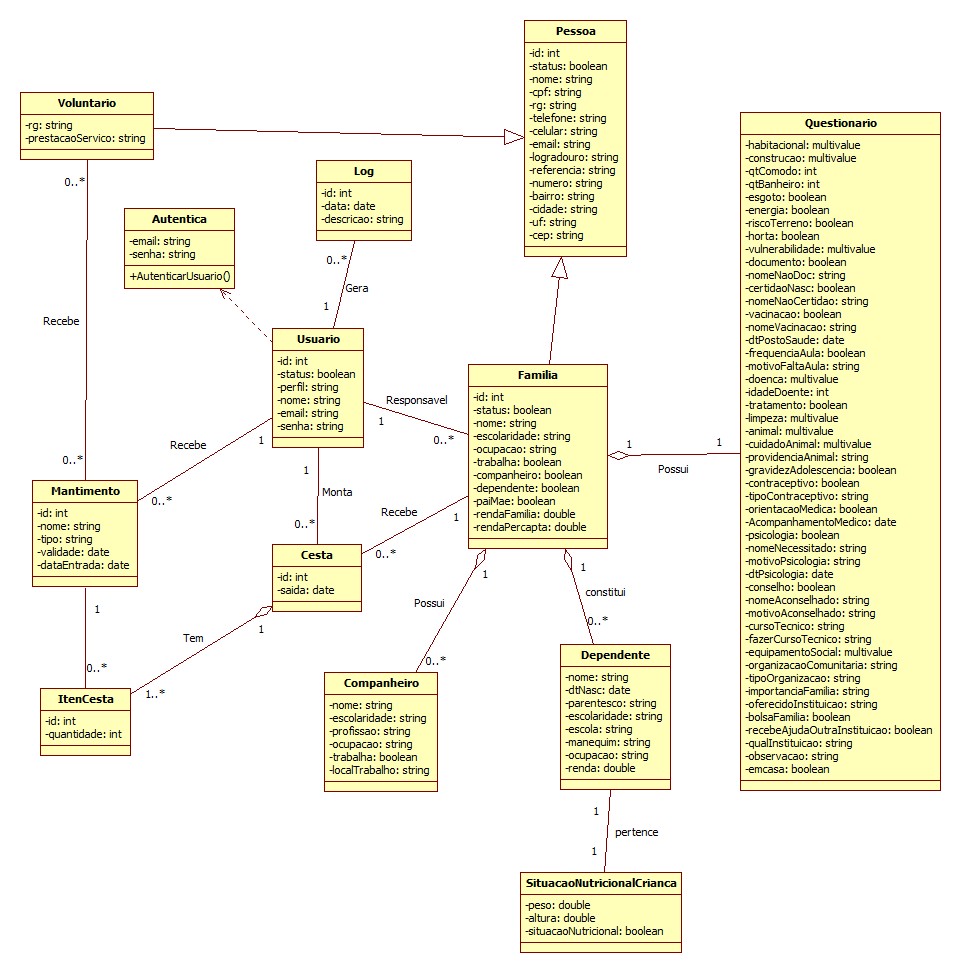 Pessoa
-id: int
-status: boolean
-nome: string
-cpf: string
-rg: string
-telefone: string
-celular: string
-email: string
-logradouro: string
-referencia: string
-numero: string
-bairro: string
-cidade: string
-uf: string
-cep: string
Voluntario
-rg: string
-prestacaoServico: string
0..*
Recebe
0..*
Log
-id: int
-data: date
-descricao: string
0..*
Gera
1
Autentica
-email: string
-senha: string
+AutenticarUsuario()
Usuario
-id: int
-status: boolean
-perfil: string
-nome: string
-email: string
-senha: string
Responsavel
1
0..*
Recebe
1
0..*
1
Monta
0..*
Familia
-id: int
-status: boolean
-nome: string
-escolaridade: string
-ocupacao: string
-trabalha: boolean
-companheiro: boolean
-dependente: boolean
-paiMae: boolean
-rendaFamilia: double
-rendaPercapta: double
1
1
Possui
Recebe
1
0..*
Questionario
-habitacional: multivalue
-construcao: multivalue
-qtComodo: int
-qtBanheiro: int
-esgoto: boolean
-energia: boolean
-riscoTerreno: boolean
-horta: boolean
-vulnerabilidade: multivalue
-documento: boolean
-nomeNaoDoc: string
-certidaoNasc: boolean
-nomeNaoCertidao: string
-vacinacao: boolean
-nomeVacinacao: string
-dtPostoSaude: date
-frequenciaAula: boolean
-motivoFaltaAula: string
-doenca: multivalue
-idadeDoente: int
-tratamento: boolean
-limpeza: multivalue
-animal: multivalue
-cuidadoAnimal: multivalue
-providenciaAnimal: string
-gravidezAdolescencia: boolean
-contraceptivo: boolean
-tipoContraceptivo: string
-orientacaoMedica: boolean
-AcompanhamentoMedico: date
-psicologia: boolean
-nomeNecessitado: string
-motivoPsicologia: string
-dtPsicologia: date
-conselho: boolean
-nomeAconselhado: string
-motivoAconselhado: string
-cursoTecnico: string
-fazerCursoTecnico: string
-equipamentoSocial: multivalue
-organizacaoComunitaria: string
-tipoOrganizacao: string
-importanciaFamilia: string
-oferecidoInstituicao: string
-bolsaFamilia: boolean
-recebeAjudaOutraInstituicao: boolean
-qualInstituicao: string
-observacao: string
-emcasa: boolean
Mantimento
-id: int
-nome: string
-tipo: string
-validade: date
-dataEntrada: date
1
0..*
Cesta
-id: int
-saida: date
Tem
1
1..*
ItenCesta
-id: int
-quantidade: int
1
Possui
0..*
1
constitui
0..*
Companheiro
-nome: string
-escolaridade: string
-profissao: string
-ocupacao: string
-trabalha: boolean
-localTrabalho: string
Dependente
-nome: string
-dtNasc: date
-parentesco: string
-escolaridade: string
-escola: string
-manequim: string
-ocupacao: string
-renda: double
1
pertence
1
SituacaoNutricionalCrianca
-peso: double
-altura: double
-situacaoNutricional: boolean